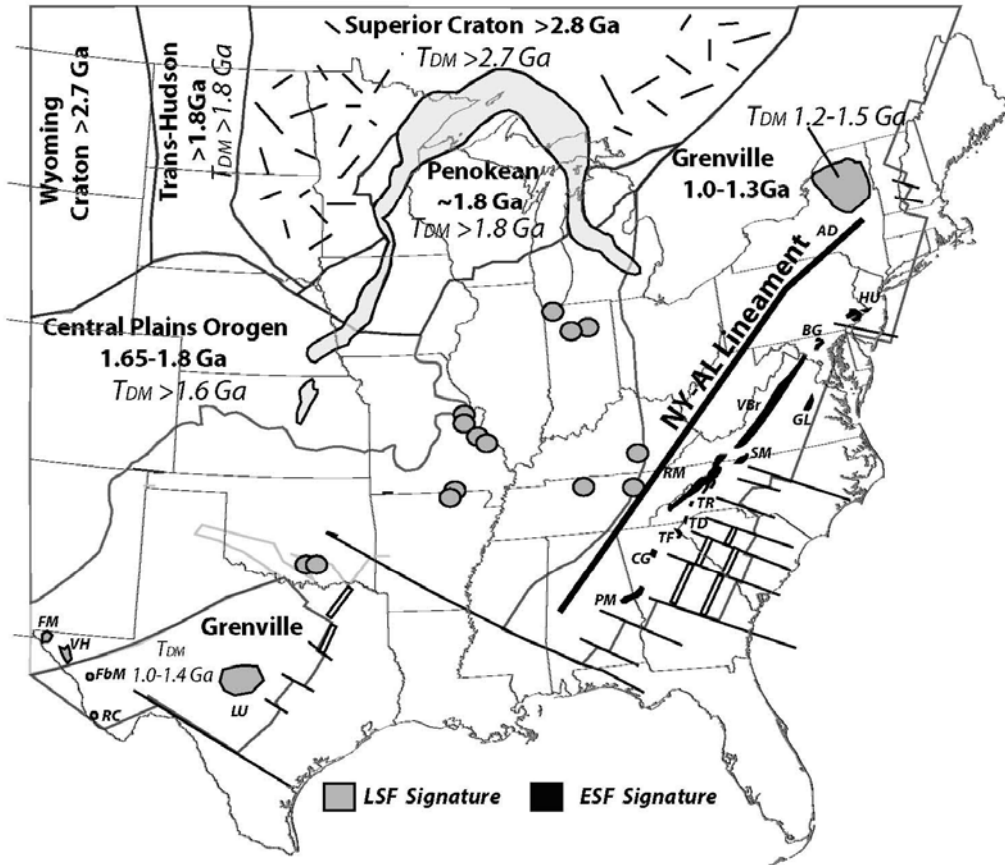 Superior Craton >2.8 Ga
TDM >2.7 Ga
Wyoming
Craton >2.7 Ga
Trans-Hudson
>1.8Ga
TDM >1.8 Ga
TDM 1.2-1.5 Ga
Grenville
1.0-1.3Ga
Penokean
~1.8 Ga
TDM >1.8 Ga
AD
NY-AL Lineament
HU
BG
Central Plains Orogen
1.65-1.8 Ga
TDM >1.6 Ga
VBr
GL
SM
RM
TR
TD
TF
CG
PM
Grenville
FM
VH
TDM
FbM
1.0-1.4 Ga
RC
LU
LSF Signature
ESF Signature